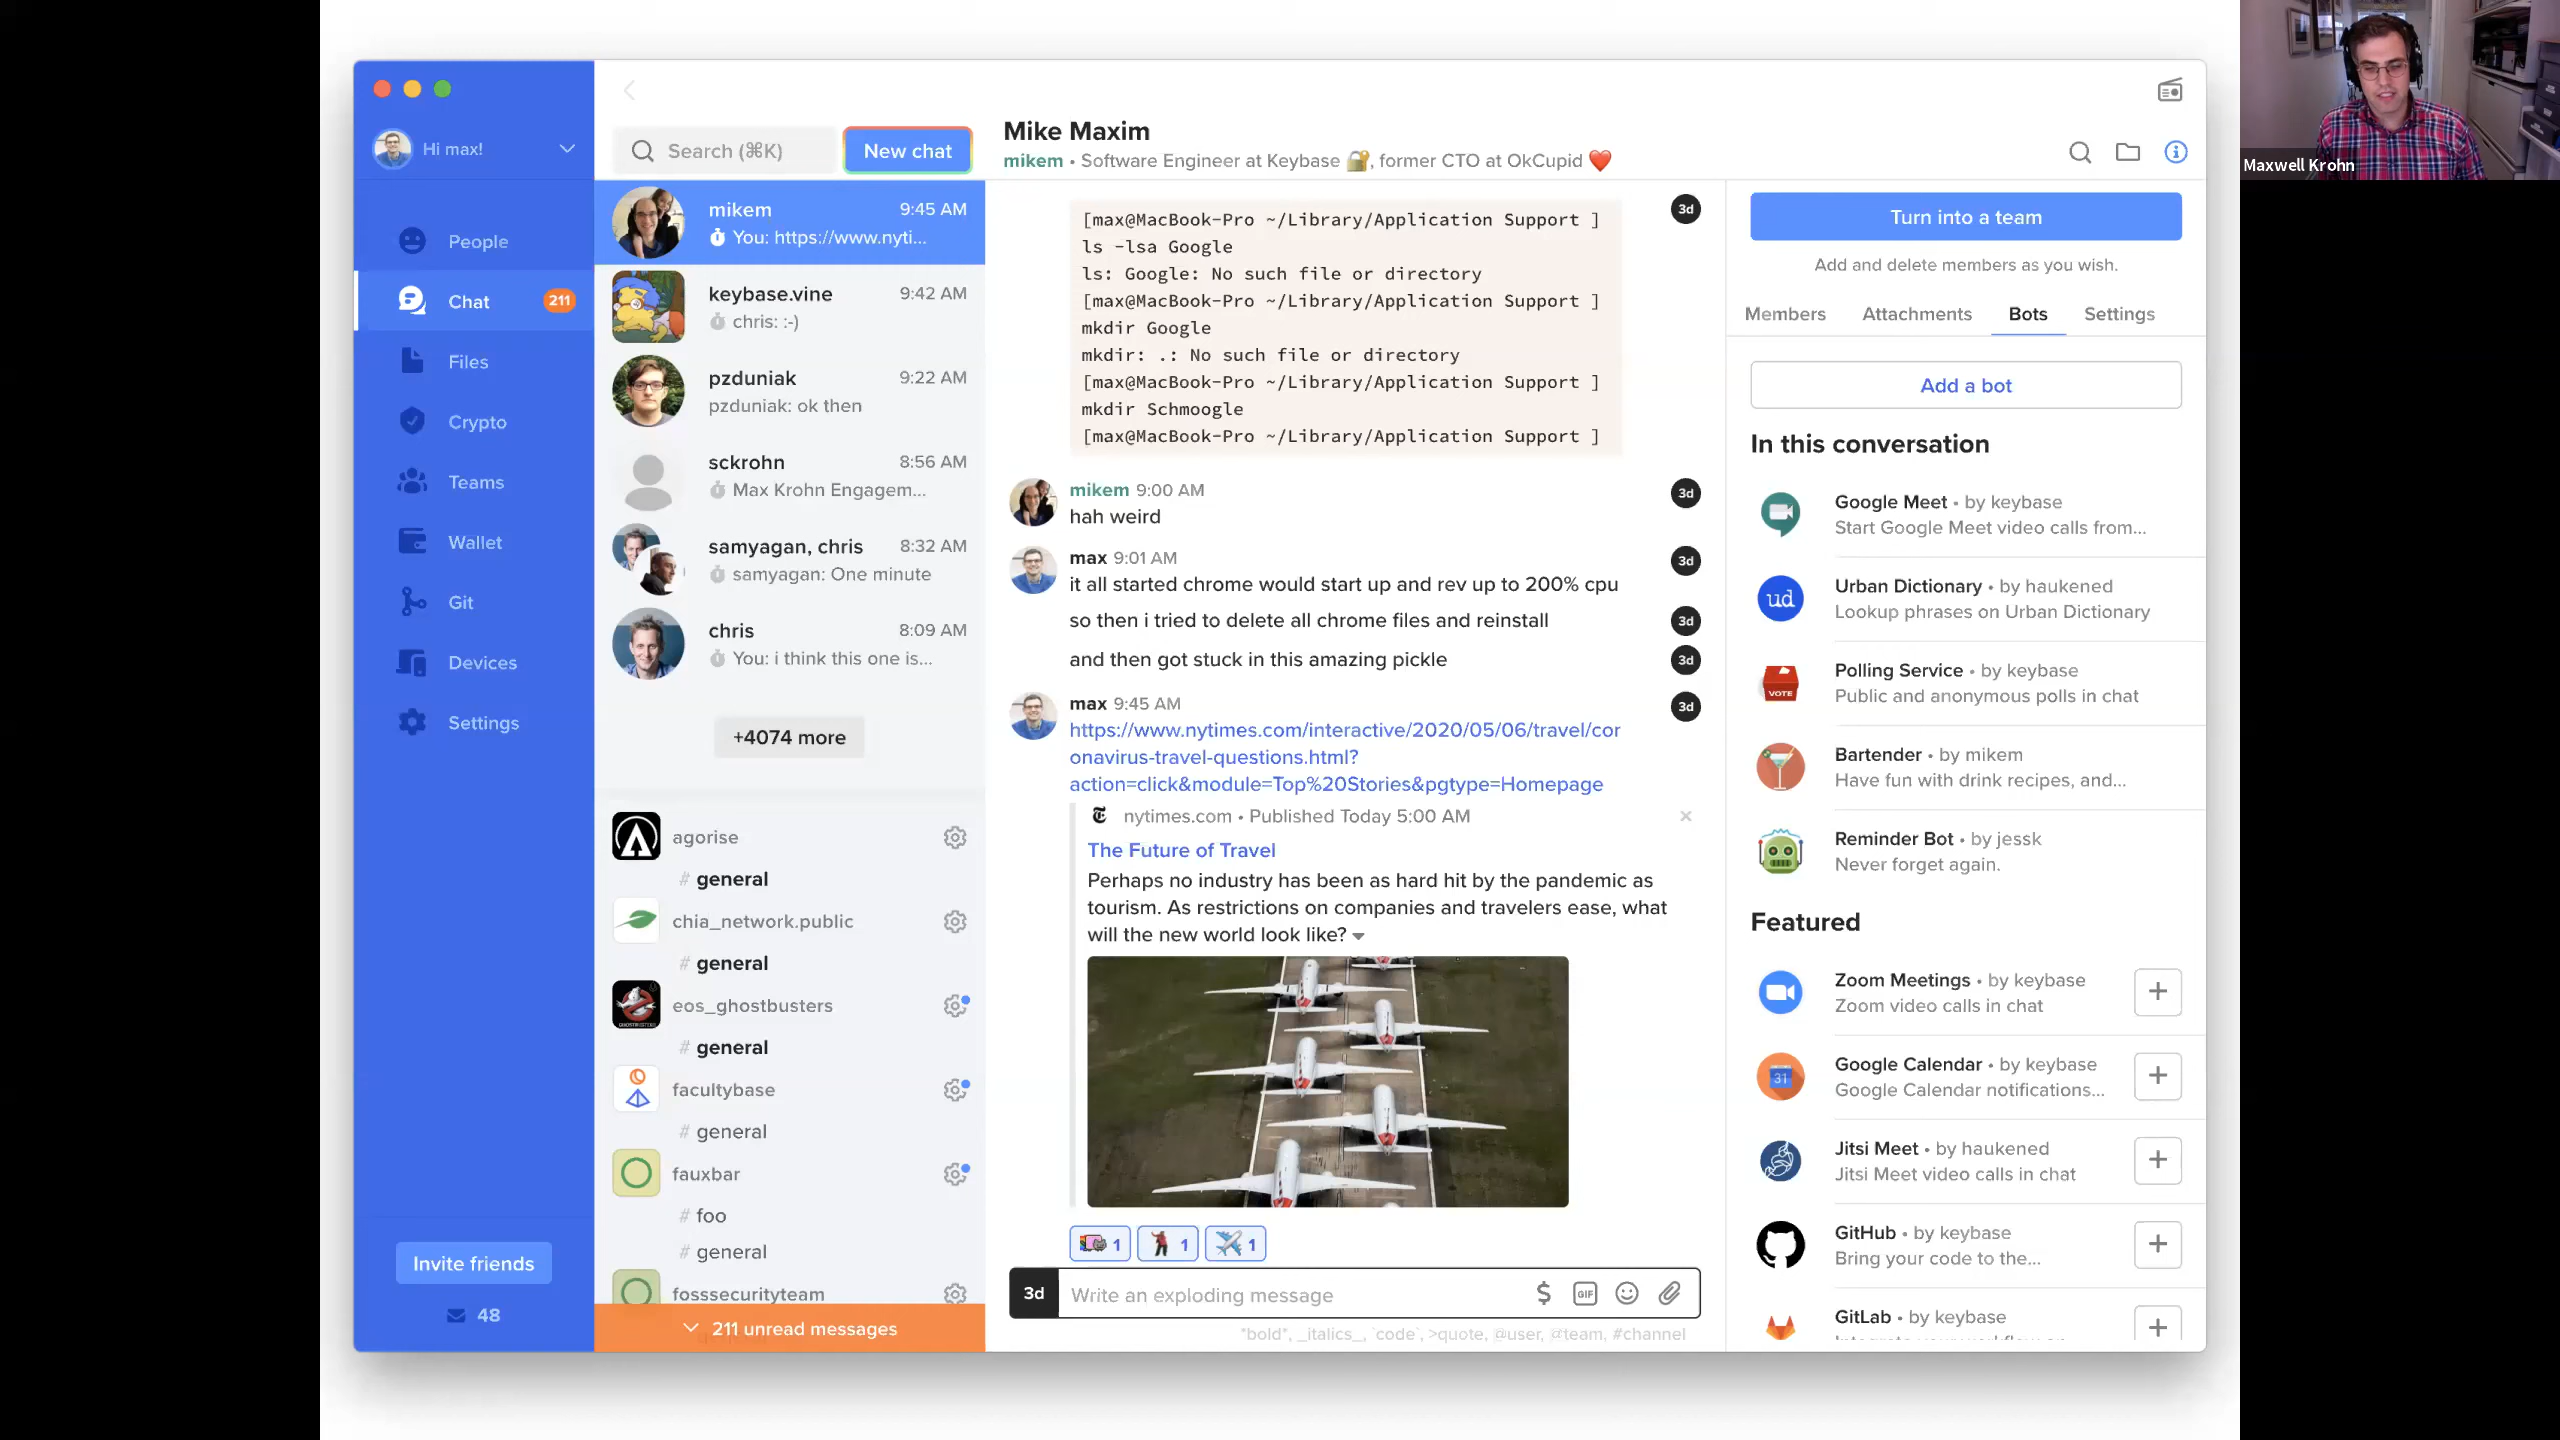 Hi max!
People
Chat 211
Files
Crypto
Teams
Wallet
Git
Devices
Settings
Invite friends
48
Search (⌘K)
New chat
mikem 9:45 AM
You: https://www.nyti...
keybase.vine 9:42 AM
chris: :-)
pzduniak 9:22 AM
pzduniak: ok then
sckrohn 8:56 AM
Max Krohn Engagem...
samyagan, chris 8:32 AM
samyagan: One minute
chris 8:09 AM
You: i think this one is...
+4074 more
agorise
# general
chia_network.public
# general
eos_ghostbusters
# general
facultybase
# general
fauxbar
# foo
# general
fosssecurityteam
211 unread messages
Mike Maxim
mikem • Software Engineer at Keybase 🔐, former CTO at OkCupid ❤️
[max@MacBook-Pro ~/Library/Application Support ] 3d
ls -lsa Google
ls: Google: No such file or directory
[max@MacBook-Pro ~/Library/Application Support ]
mkdir Google
mkdir: .: No such file or directory
[max@MacBook-Pro ~/Library/Application Support ]
mkdir Schmoogle
[max@MacBook-Pro ~/Library/Application Support ]
mikem 9:00 AM 3d
hah weird
max 9:01 AM 3d
it all started chrome would start up and rev up to 200% cpu
so then i tried to delete all chrome files and reinstall 3d
and then got stuck in this amazing pickle 3d
max 9:45 AM 3d
https://www.nytimes.com/interactive/2020/05/06/travel/cor
onavirus-travel-questions.html?
action=click&module=Top%20Stories&pgtype=Homepage
nytimes.com • Published Today 5:00 AM
The Future of Travel
Perhaps no industry has been as hard hit by the pandemic as
tourism. As restrictions on companies and travelers ease, what
will the new world look like?
1 1 1
3d Write an exploding message $ GIF
*bold*, _italics_, `code`, >quote, @user, @team, #channel
Turn into a team
Add and delete members as you wish.
Members Attachments Bots Settings
Add a bot
In this conversation
Google Meet • by keybase
Start Google Meet video calls from...
ud
Urban Dictionary • by haukened
Lookup phrases on Urban Dictionary
VOTE
Polling Service • by keybase
Public and anonymous polls in chat
Bartender • by mikem
Have fun with drink recipes, and...
Reminder Bot • by jessk
Never forget again.
Featured
Zoom Meetings • by keybase
Zoom video calls in chat
31
Google Calendar • by keybase
Google Calendar notifications...
Jitsi Meet • by haukened
Jitsi Meet video calls in chat
GitHub • by keybase
Bring your code to the...
GitLab • by keybase
Maxwell Krohn